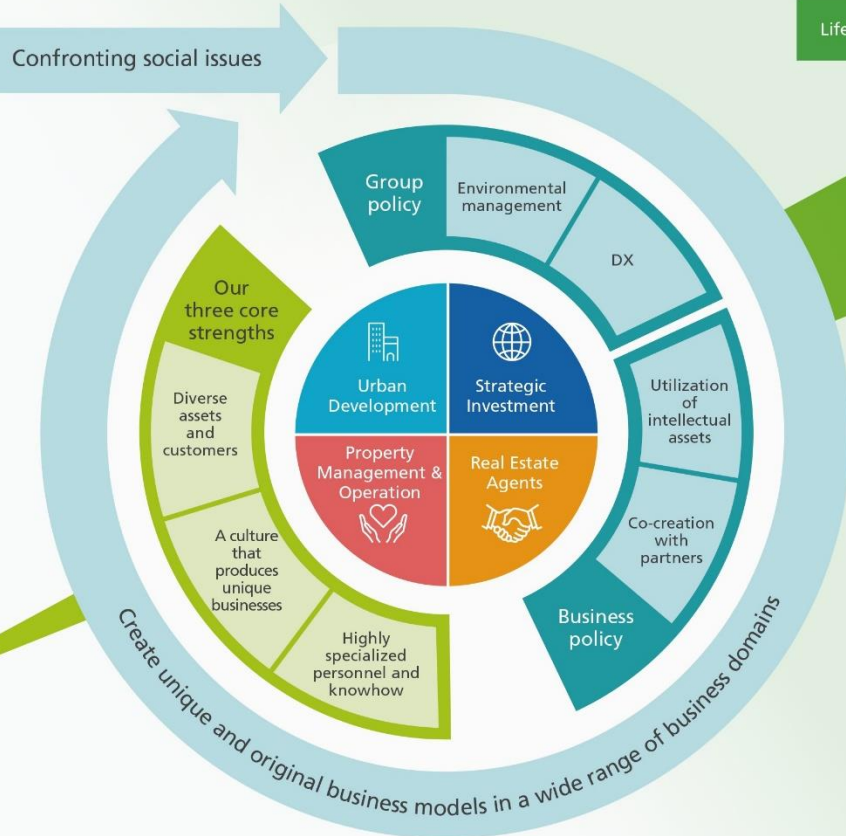 Confronting social issues
Life
Group
policy
Environmental
management
DX
Our
three core
strengths
Diverse
assets
and
customers
A culture
that
produces
unique
businesses
Highly
specialized
personnel and
knowhow
Urban
Development
Strategic
Investment
Property
Management &
Operation
Real Estate
Agents
Utilization
of
intellectual
assets
Co-creation
with
partners
Business
policy
Create unique and original business models in a wide range of business domains